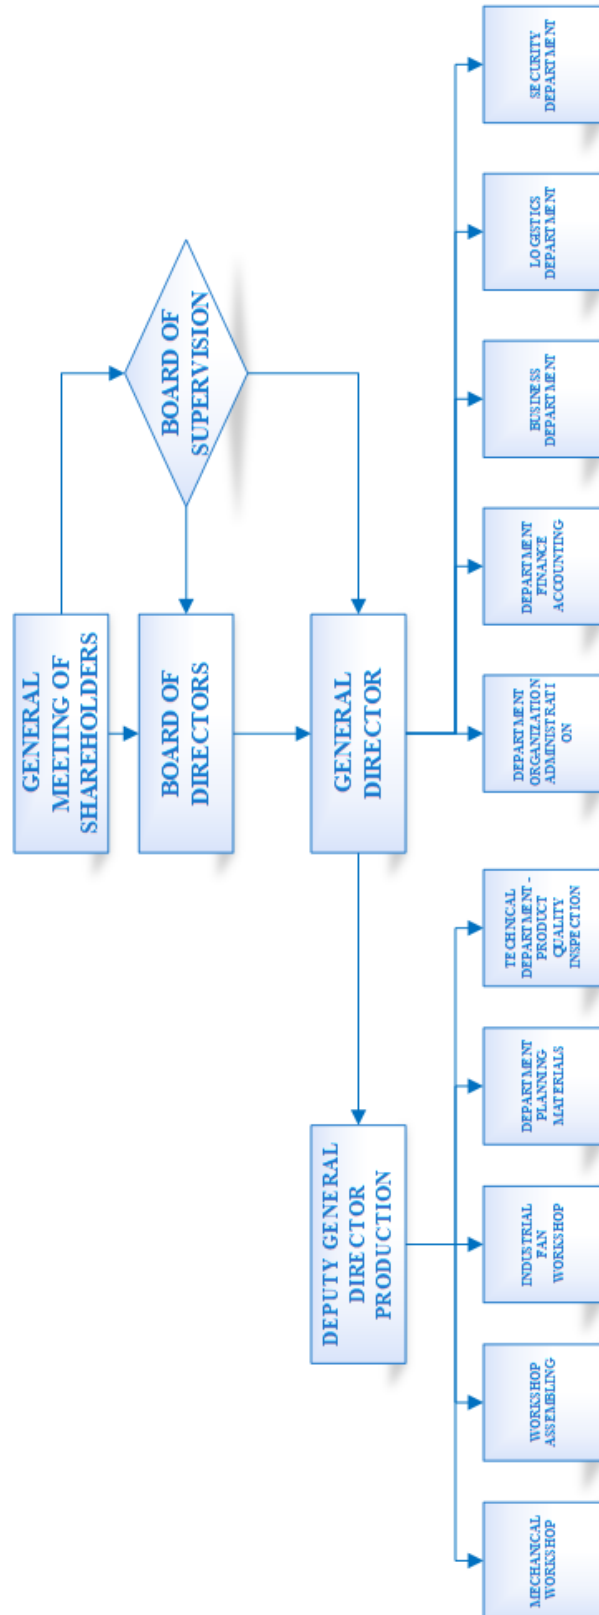 GENERAL
MEETING OF
SHAREHOLDERS
BOARD OF
SUPERVISION
BOARD OF
DIRECTORS
GENERAL
DIRECTOR
DEPUTY GENERAL
DIRECTOR
PRODUCTION
MECHANICAL
WORKSHOP
WORKSHOP
ASSEMBLING
INDUSTRIAL
FAN
WORKSHOP
DEPARTMENT
PLANNING
MATERIALS
TECHNICAL
DEPARTMENT -
PRODUCT
QUALITY
INSPECTION
DEPARTMENT
ORGANIZATION
ADMINISTRATI
ON
DEPARTMENT
FINANCE
ACCOUNTING
BUSINESS
DEPARTMENT
LOGISTICS
DEPARTMENT
SECURITY
DEPARTMENT